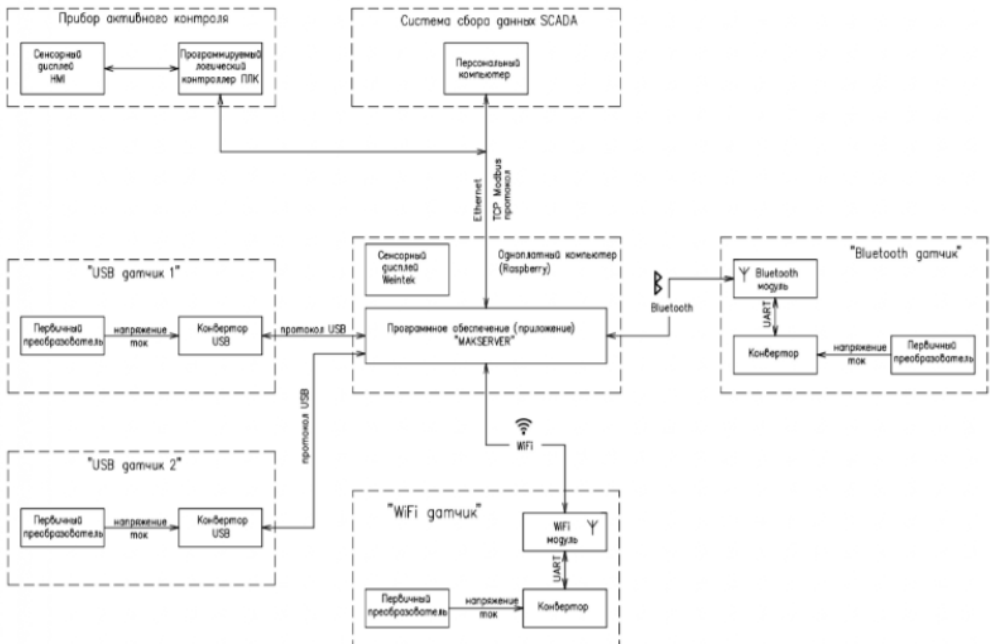 Прибор активного контроля
Сенсорный
дисплей
HMI
Программируемый
логический
контроллер ПЛК
Система сбора данных SCADA
Персональный
компьютер
Ethernet
TCP Modbus
протокол
Сенсорный
дисплей
Weintek
Одноплатный компьютер
(Raspberry)
Программное обеспечение (приложение)
"MAKSERVER"
"USB датчик 1"
Первичный
преобразователь
напряжение
ток
Конвертор
USB
протокол USB
"USB датчик 2"
Первичный
преобразователь
напряжение
ток
Конвертор
USB
протокол USB
Bluetooth
"Bluetooth датчик"
Bluetooth
модуль
UART
Конвертор
напряжение
ток
Первичный
преобразователь
WiFi
"WiFi датчик"
WiFi
модуль
UART
Первичный
преобразователь
напряжение
ток
Конвертор